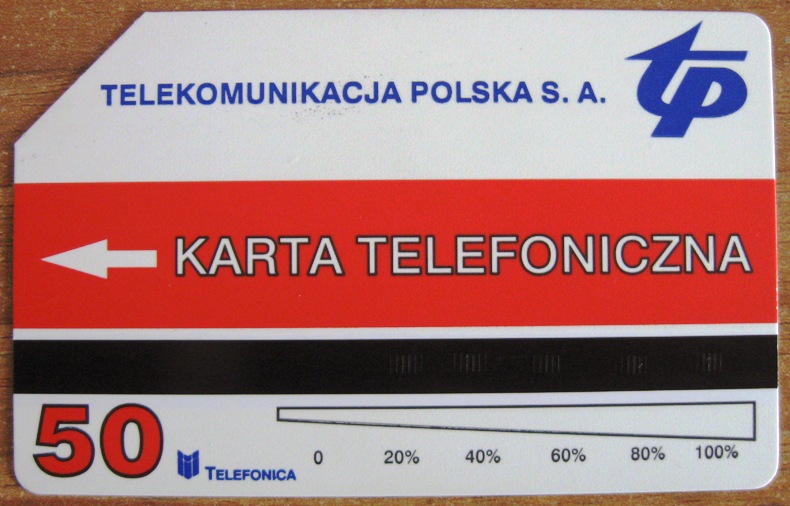 TELEKOMUNIKACJA POLSKA S. A.
tp
KARTA TELEFONICZNA
50
TELEFONICA
0 20% 40% 60% 80% 100%